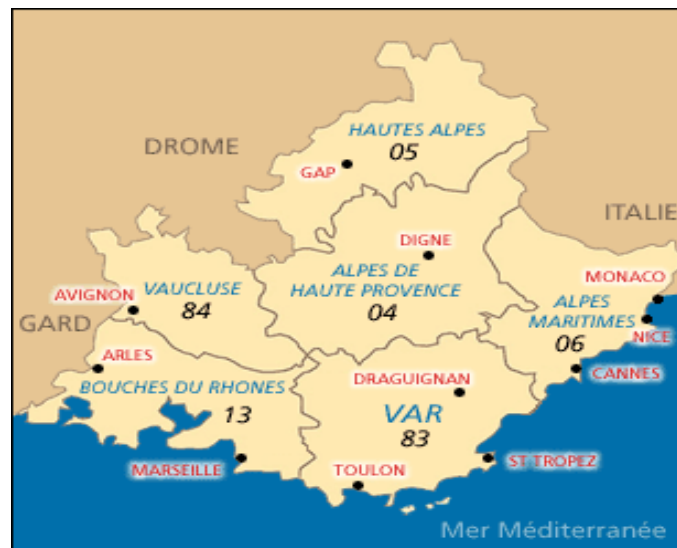 HAUTES ALPES
05
DROME
GAP
ITALIE
DIGNE
ALPES DE
HAUTE PROVENCE
04
MONACO
VAUCLUSE
84
AVIGNON
ALPES
MARITIMES
06
GARD
NICE
ARLES
CANNES
BOUCHES DU RHONES
13
DRAGUIGNAN
VAR
83
MARSEILLE
TOULON
ST TROPEZ
Mer Méditerranée